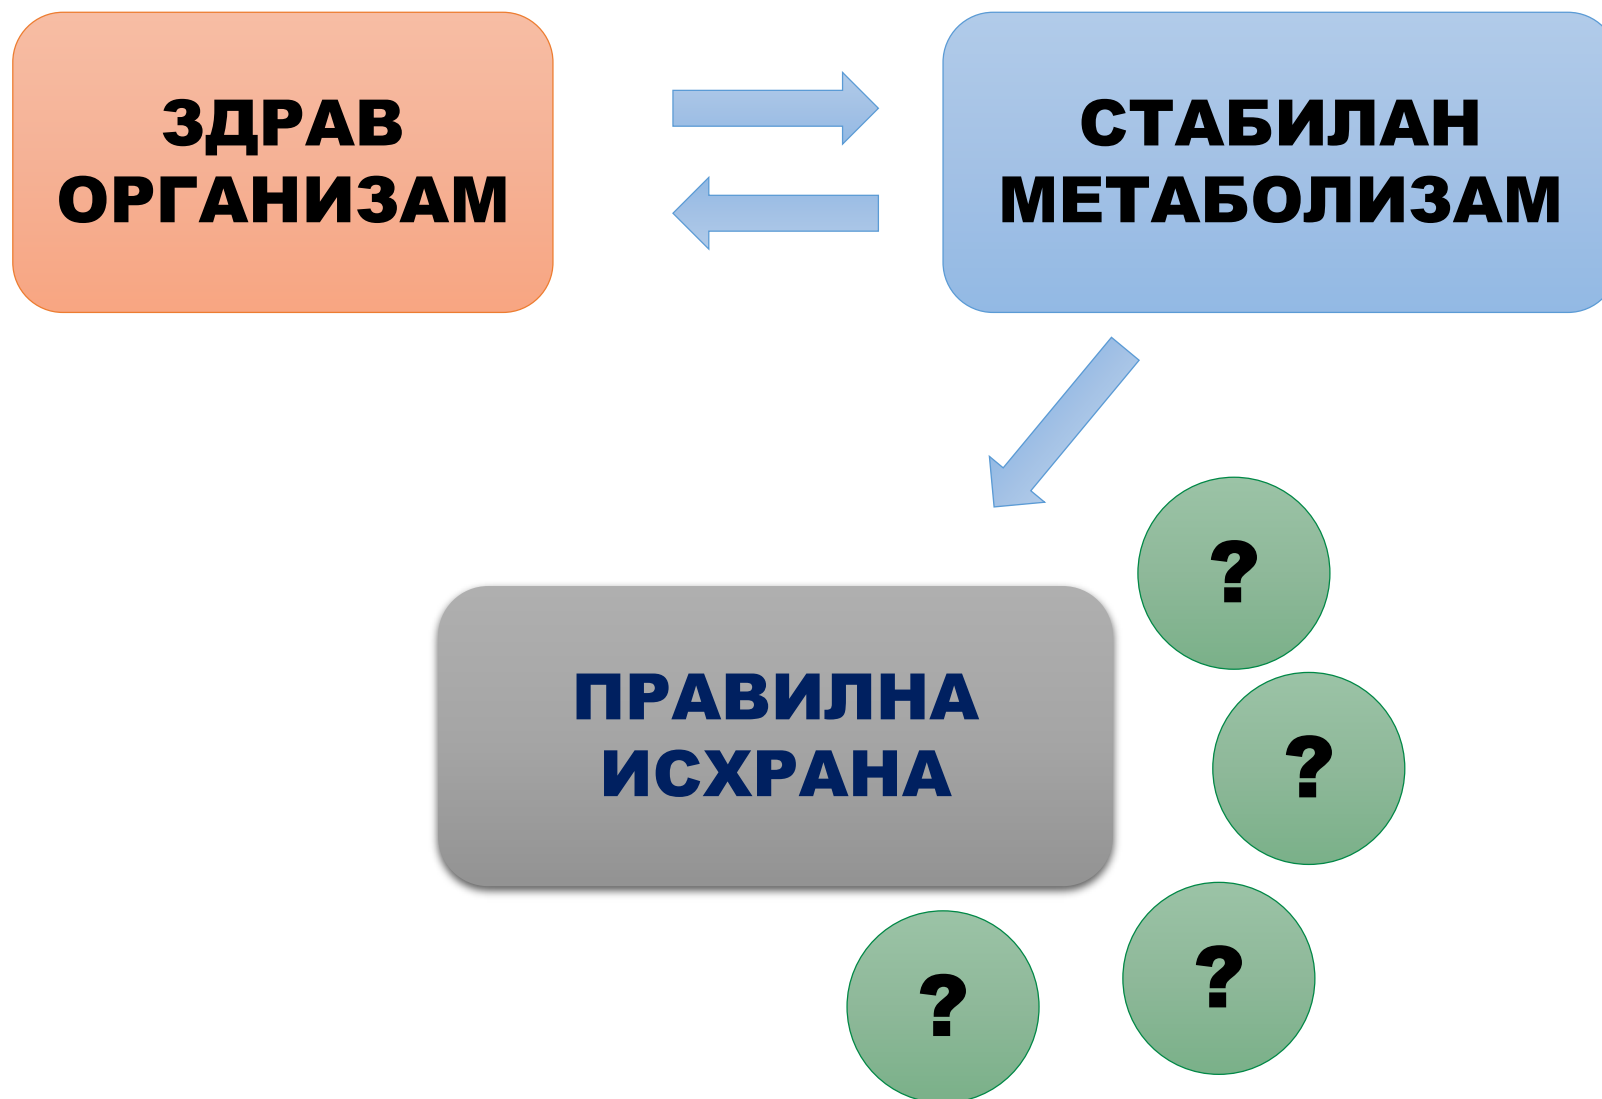 ЗДРАВ
ОРГАНИЗАМ
СТАБИЛАН
МЕТАБОЛИЗАМ
?
ПРАВИЛНА
ИСХРАНА
?
?
?